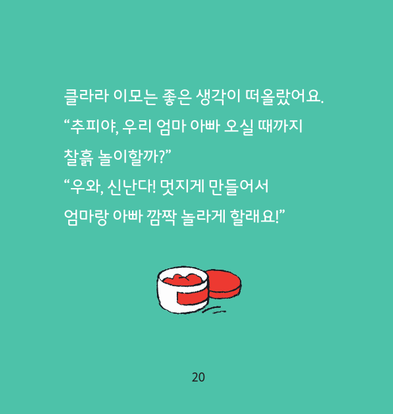 클라라 이모는 좋은 생각이 떠올랐어요.
“추피야, 우리 엄마 아빠 오실 때까지
찰흙 놀이할까?”
“우와, 신난다! 멋지게 만들어서
엄마랑 아빠 깜짝 놀라게 할래요!”
20